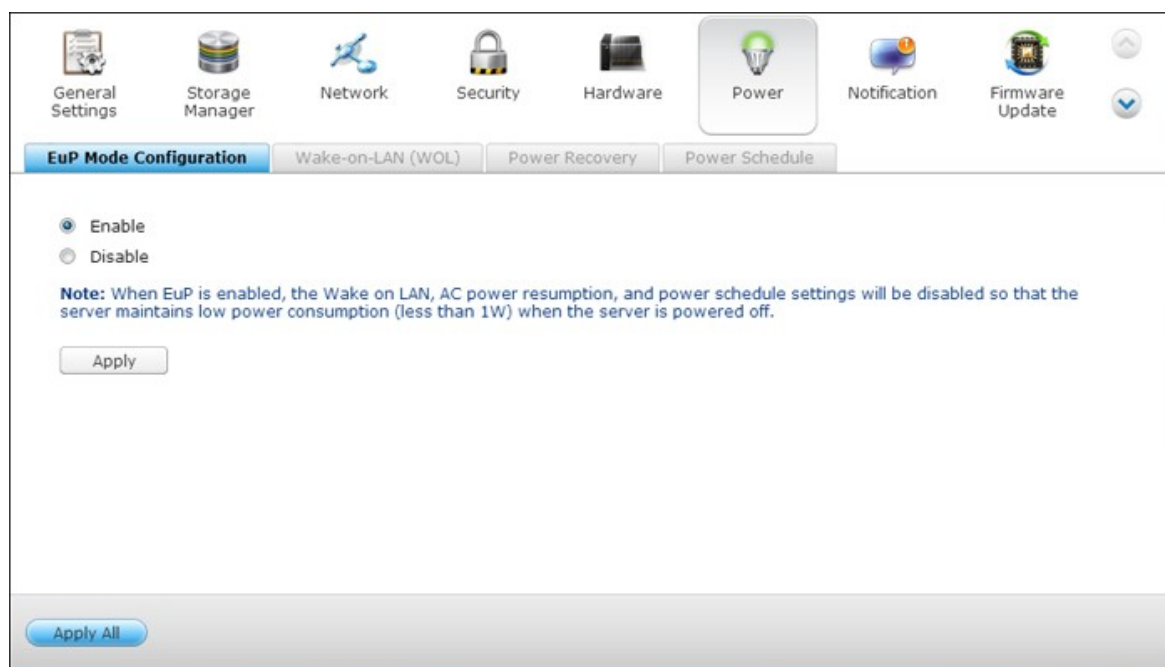 General Settings
Storage Manager
Network
Security
Hardware
Power
Notification
Firmware Update
EuP Mode Configuration
Wake-on-LAN (WOL)
Power Recovery
Power Schedule
Enable
Disable
Note: When EuP is enabled, the Wake on LAN, AC power resumption, and power schedule settings will be disabled so that the
server maintains low power consumption (less than 1W) when the server is powered off.
Apply
Apply All